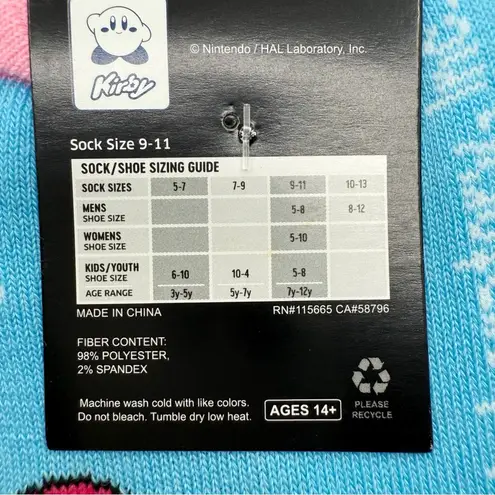 Kirby
© Nintendo / HAL Laboratory, Inc.
Sock Size 9-11
SOCK/SHOE SIZING GUIDE
SOCK SIZES 5-7 7-9 9-11 10-13
MENS SHOE SIZE 5-8 8-12
WOMENS SHOE SIZE 5-10
KIDS/YOUTH SHOE SIZE 6-10 10-4 5-8
AGE RANGE 3y-5y 5y-7y 7y-12y
MADE IN CHINA RN#115665 CA#58796
FIBER CONTENT:
98% POLYESTER,
2% SPANDEX
Machine wash cold with like colors.
Do not bleach. Tumble dry low heat.
AGES 14+
PLEASE
RECYCLE